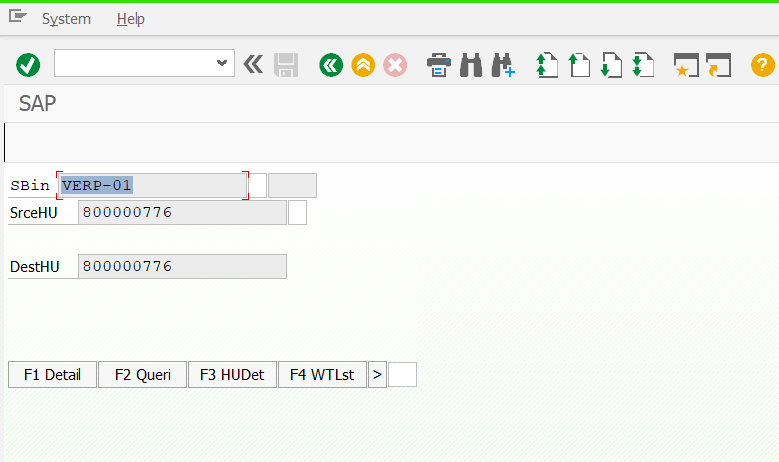 System Help
SAP
SBin VERP-01
SrceHU 800000776
DestHU 800000776
F1 Detail F2 Queri F3 HUDet F4 WTLst >